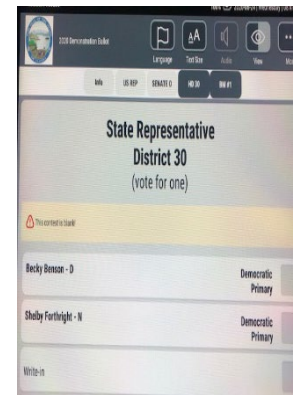 2020 Demonstration Ballot
Language
Text Size
Audio
View
Info
US REP
SENATE O
HD 30
BM #1
State Representative
District 30
(vote for one)
This contest is blank!
Becky Benson - D
Democratic
Primary
Shelby Forthright - N
Democratic
Primary
Write-in